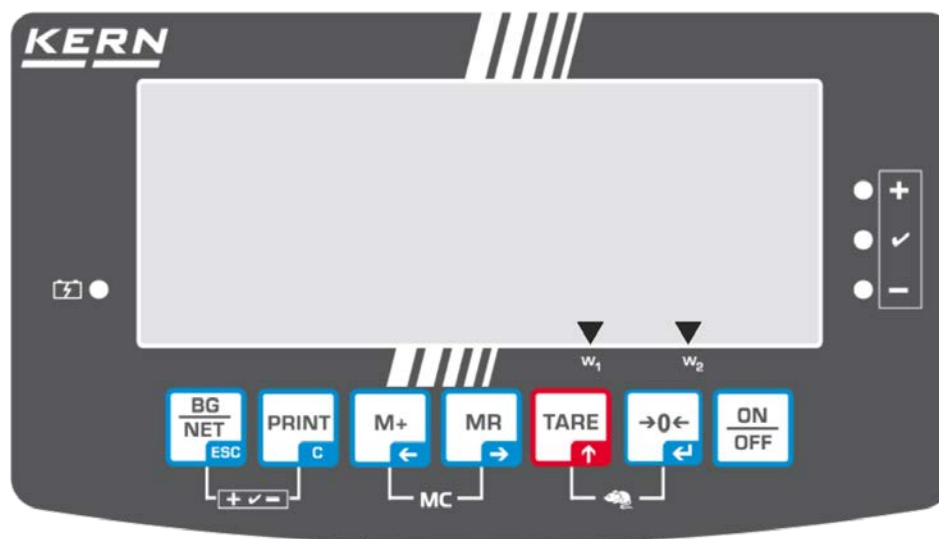 KERN
+
✔
−
W₁ W₂
BG
NET
ESC
PRINT
C
M+
←
MR
→
TARE
↑
→0←
↵
ON
OFF
+ ✔ −
MC